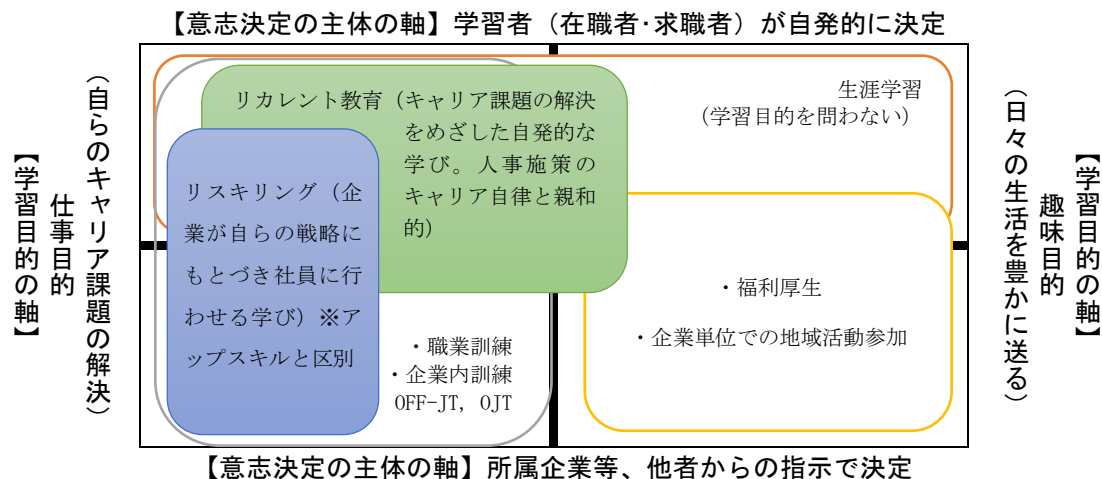 【意志決定の主体の軸】学習者（在職者･求職者）が自発的に決定
【学習目的の軸】
仕事目的
（自らのキャリア課題の解決）
リカレント教育（キャリア課題の解決
をめざした自発的な
学び。人事施策の
キャリア自律と親和
的）
リスキリング（企
業が自らの戦略に
もとづき社員に行
わせる学び）※ア
ップスキルと区別
・職業訓練
・企業内訓練
OFF-JT, OJT
生涯学習
（学習目的を問わない）
・福利厚生
・企業単位での地域活動参加
【学習目的の軸】
趣味目的
（日々の生活を豊かに送る）
【意志決定の主体の軸】所属企業等、他者からの指示で決定